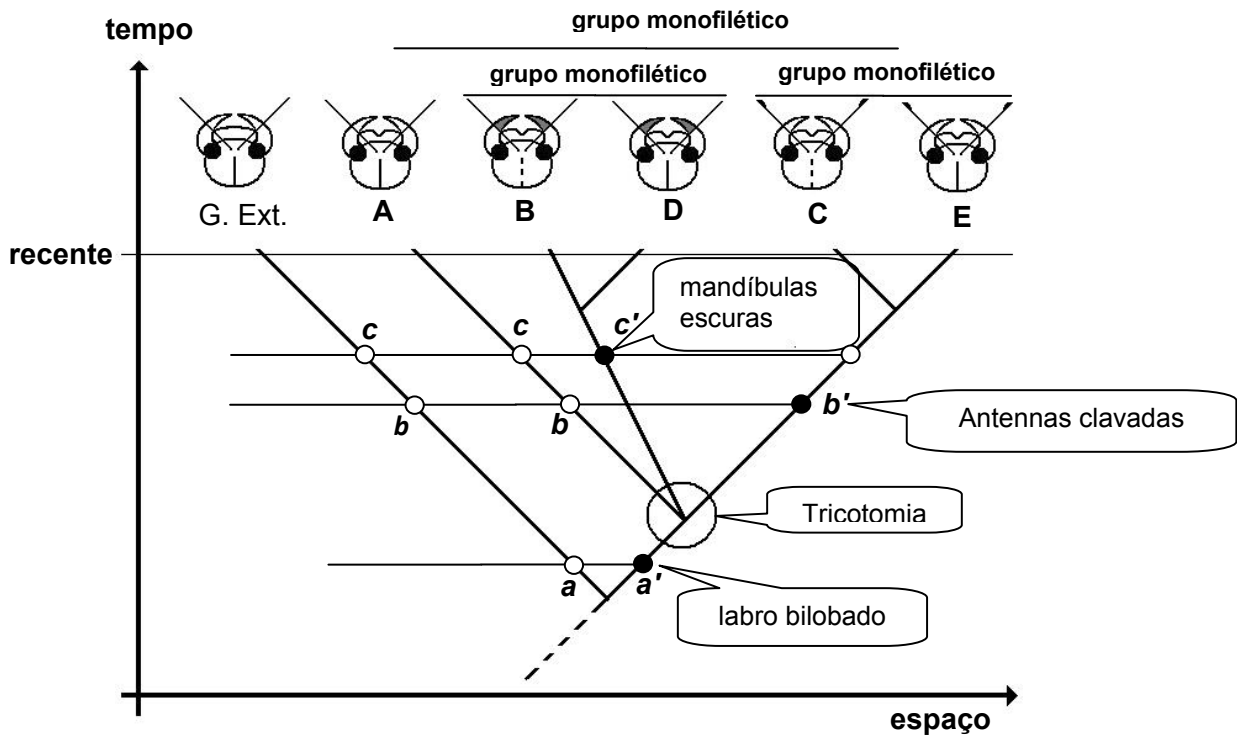 grupo monofilético
tempo
grupo monofilético
grupo monofilético
G. Ext.
A
B
D
C
E
recente
mandíbulas
escuras
c
c
c'
b
b
b'
Antennas clavadas
Tricotomia
a
a'
labro bilobado
espaço